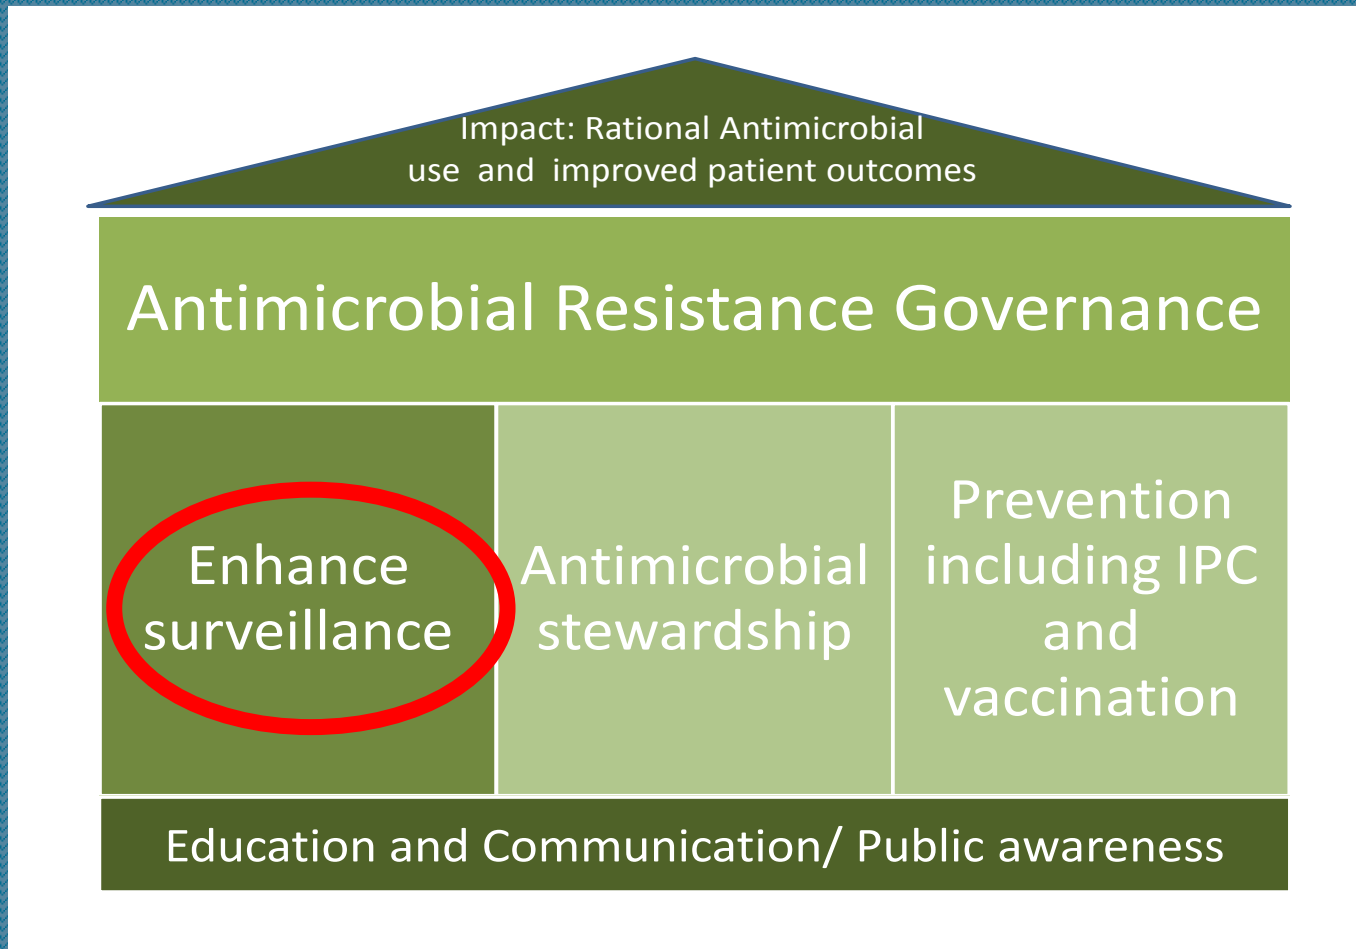 Impact: Rational Antimicrobial
use and improved patient outcomes
Antimicrobial Resistance Governance
Enhance
surveillance
Antimicrobial
stewardship
Prevention
including IPC
and
vaccination
Education and Communication/ Public awareness